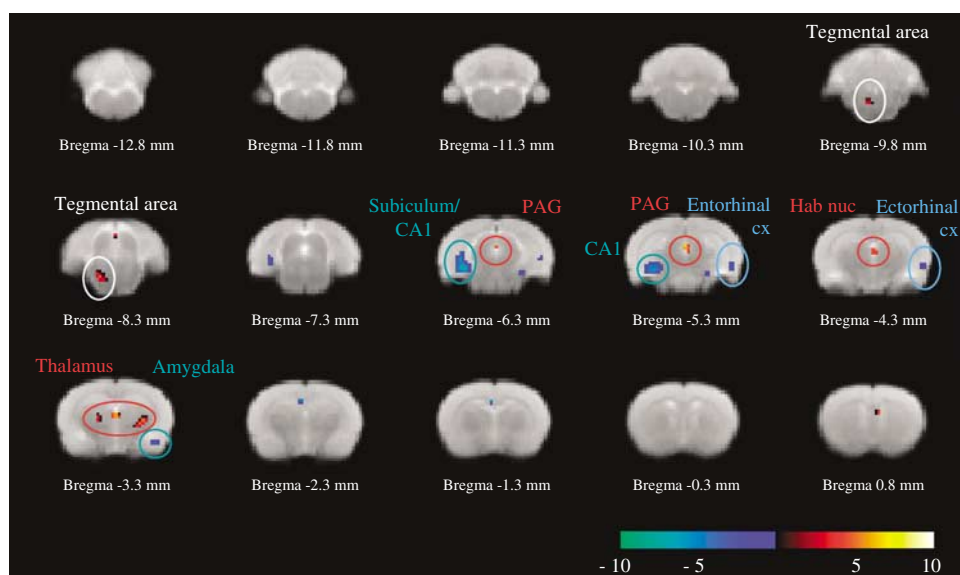 Tegmental area
Bregma -12.8 mm
Bregma -11.8 mm
Bregma -11.3 mm
Bregma -10.3 mm
Bregma -9.8 mm
Tegmental area
Subiculum/
CA1
PAG
PAG
Entorhinal
cx
CA1
Hab nuc
Ectorhinal
cx
Bregma -8.3 mm
Bregma -7.3 mm
Bregma -6.3 mm
Bregma -5.3 mm
Bregma -4.3 mm
Thalamus
Amygdala
Bregma -3.3 mm
Bregma -2.3 mm
Bregma -1.3 mm
Bregma -0.3 mm
Bregma 0.8 mm
- 10
- 5
5
10